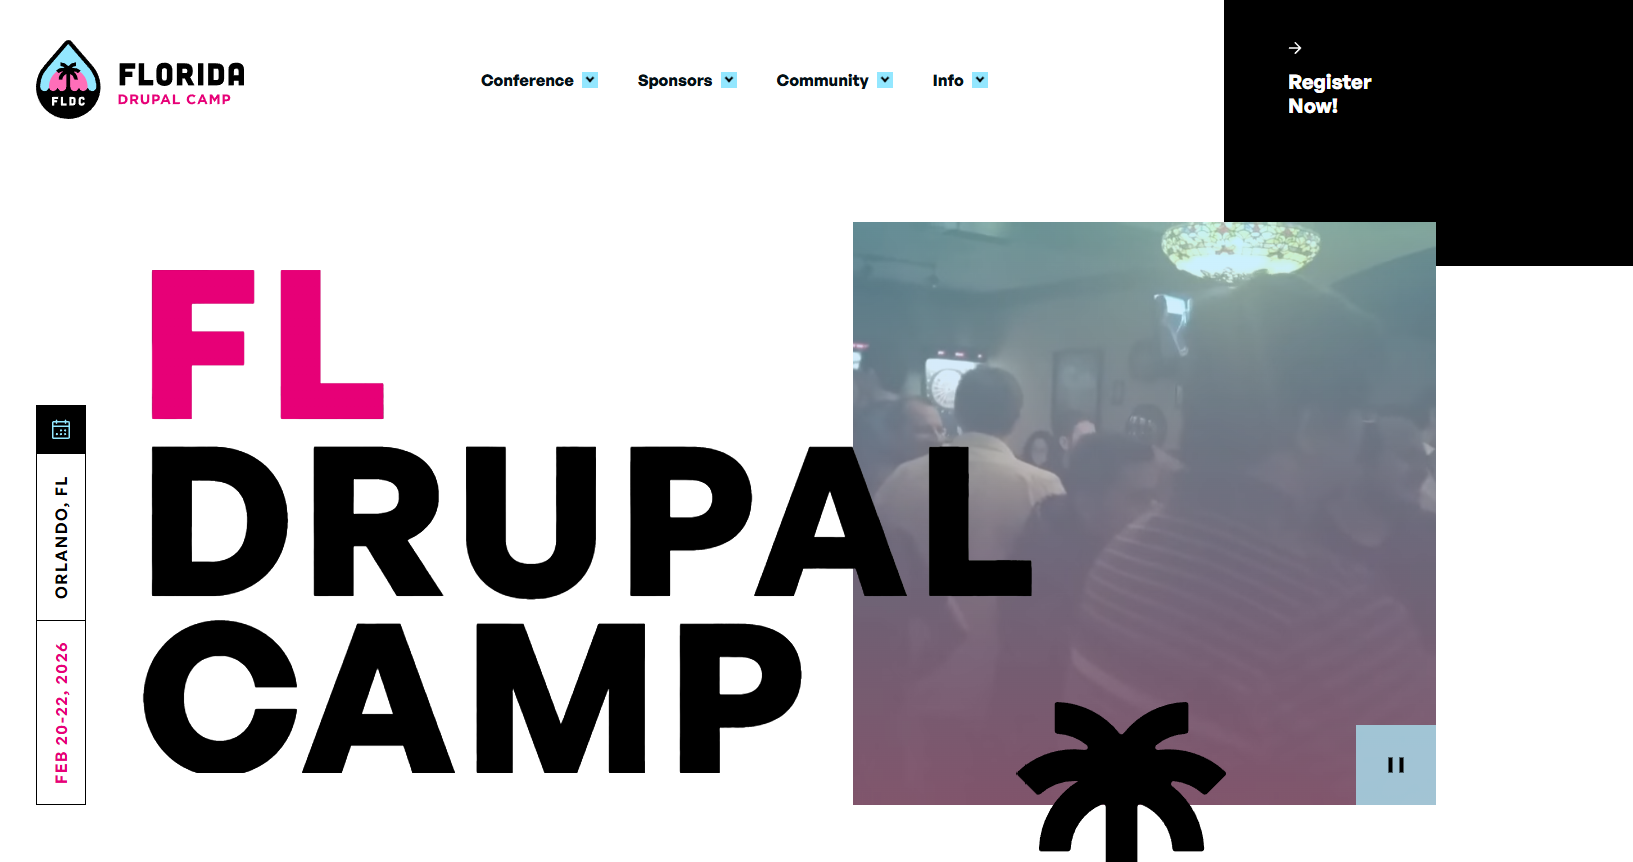 FLDC
FLORIDA
DRUPAL CAMP
Conference
Sponsors
Community
Info
Register
Now!
FL
DRUPAL
CAMP
ORLANDO, FL
FEB 20-22, 2026